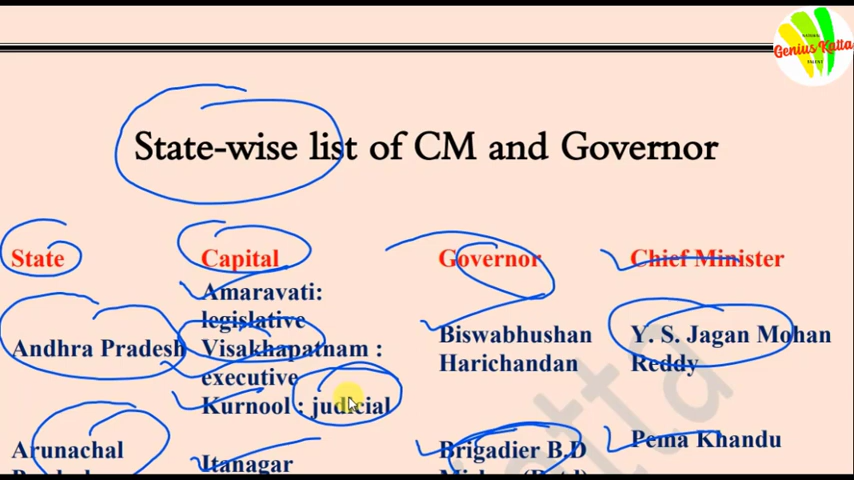 Genius Katta
State-wise list of CM and Governor
State Capital Governor Chief Minister
Amaravati:
legislative
Andhra Pradesh Visakhapatnam : Biswabhushan Y. S. Jagan Mohan
executive Harichandan Reddy
Kurnool : judicial
Arunachal Itanagar Brigadier B.D Pema Khandu